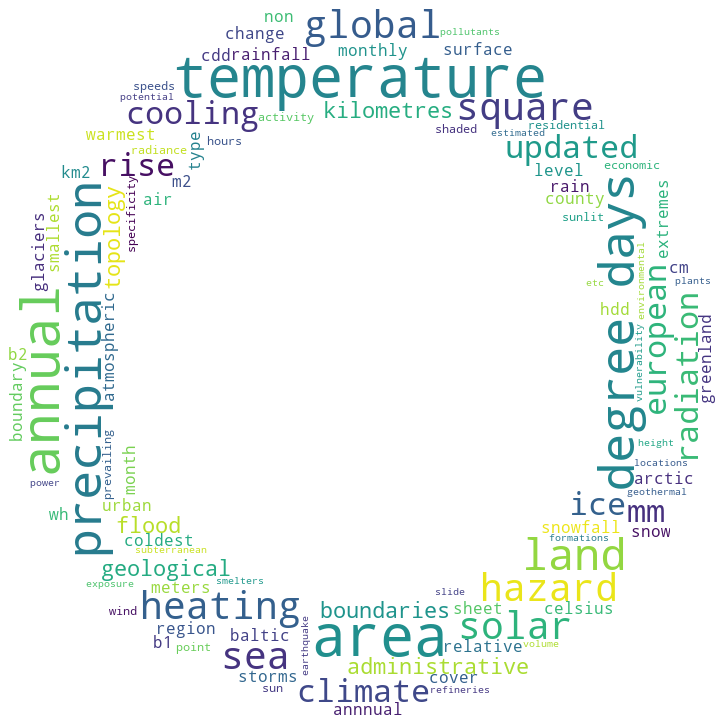 non
global
pollutants
change
monthly
surface
cdd
rainfall
temperature
speeds
potential
cooling
activity
kilometres
square
shaded
estimated
residential
warmest
radiance
hours
type
updated
economic
km2
rise
m2
level
rain
county
sunlit
air
specificity
topology
smallest
glaciers
precipitation
annual
atmospheric
b2
boundary
days
degree
extremes
environmental
etc
cm
plants
european
hdd
radiation
greenland
vulnerability
height
locations
arctic
geothermal
power
prevailing
month
urban
wh
flood
coldest
subterranean
ice
mm
snowfall
snow
formations
land
geological
exposure
meters
smelters
hazard
slide
wind
heating
boundaries
sheet
celsius
region
baltic
earthquake
area
solar
b1
point
sea
relative
volume
administrative
storms
sun
climate
cover
refineries
annnual